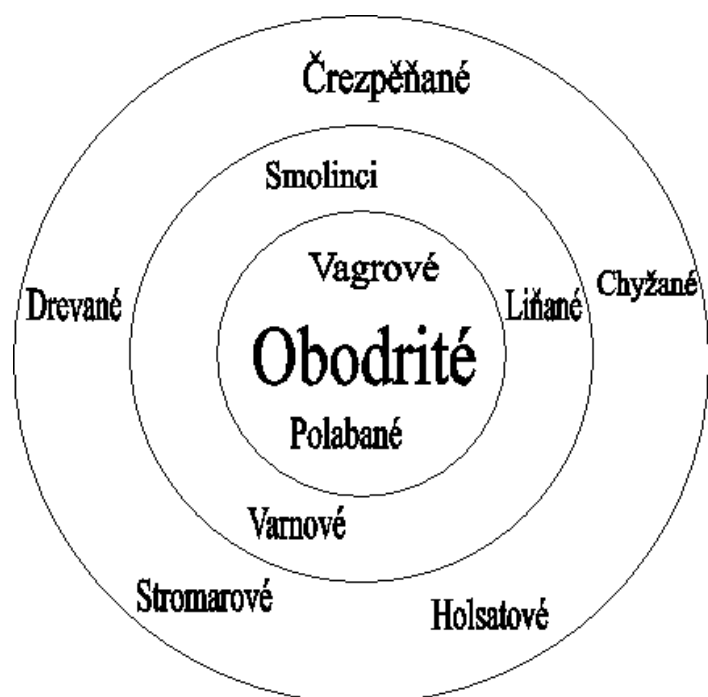 Črezpěňané
Smolinci
Vagrové
Drevané
Liňané
Chyžané
Obodrité
Polabané
Varnové
Stromarové
Holsatové